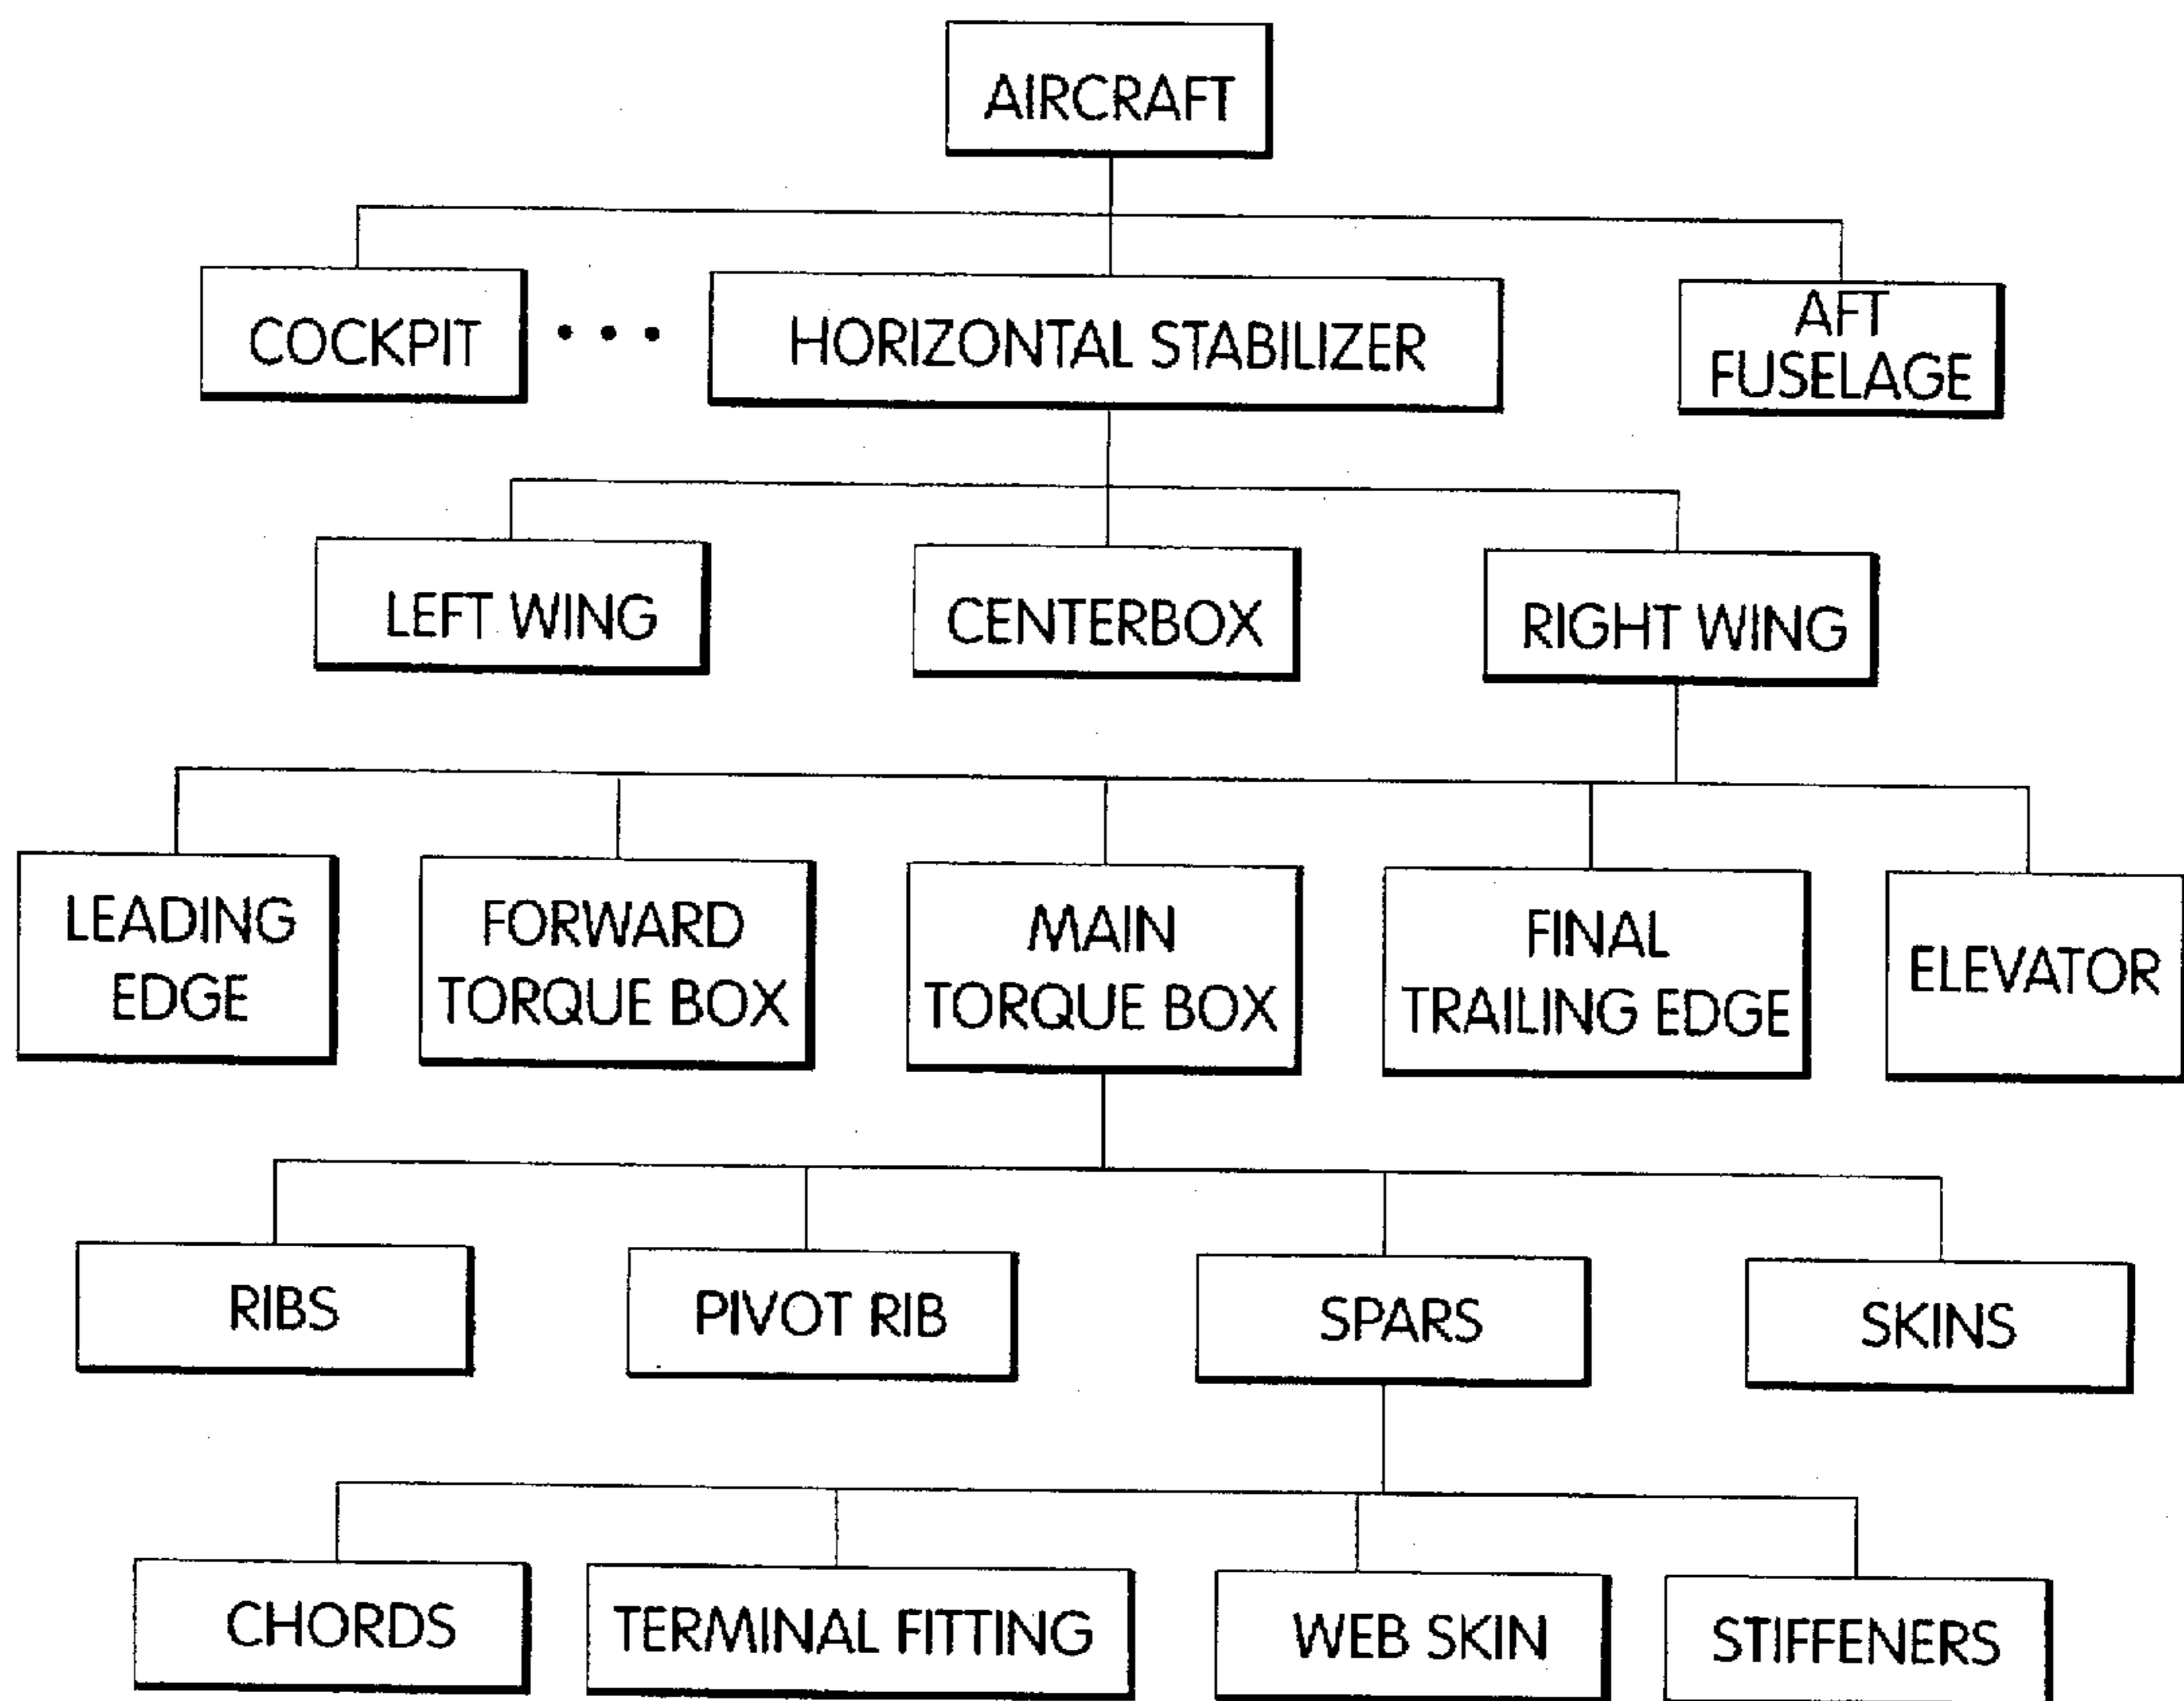 AIRCRAFT
COCKPIT • • • HORIZONTAL STABILIZER
AFT
FUSELAGE
LEFT WING
CENTERBOX
RIGHT WING
LEADING
EDGE
FORWARD
TORQUE BOX
MAIN
TORQUE BOX
FINAL
TRAILING EDGE
ELEVATOR
RIBS
PIVOT RIB
SPARS
SKINS
CHORDS
TERMINAL FITTING
WEB SKIN
STIFFENERS